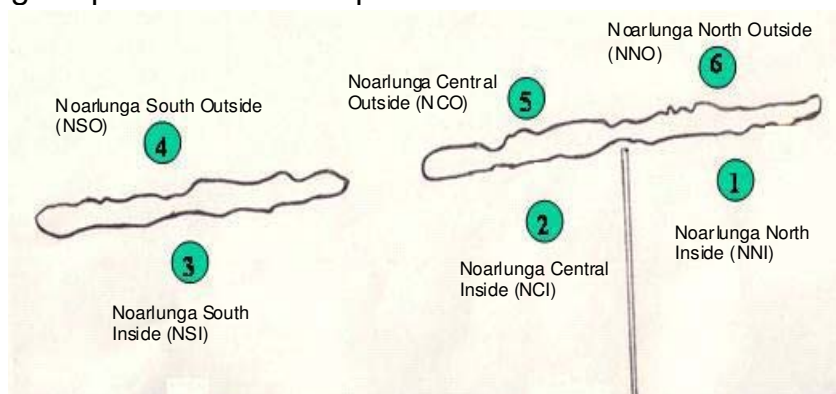 Noarlunga North Outside
(NNO)
6
Noarlunga Central
Outside (NCO)
5
Noarlunga South Outside
(NSO)
4
1
2
Noarlunga North
Inside (NNI)
3
Noarlunga Central
Inside (NCI)
Noarlunga South
Inside (NSI)